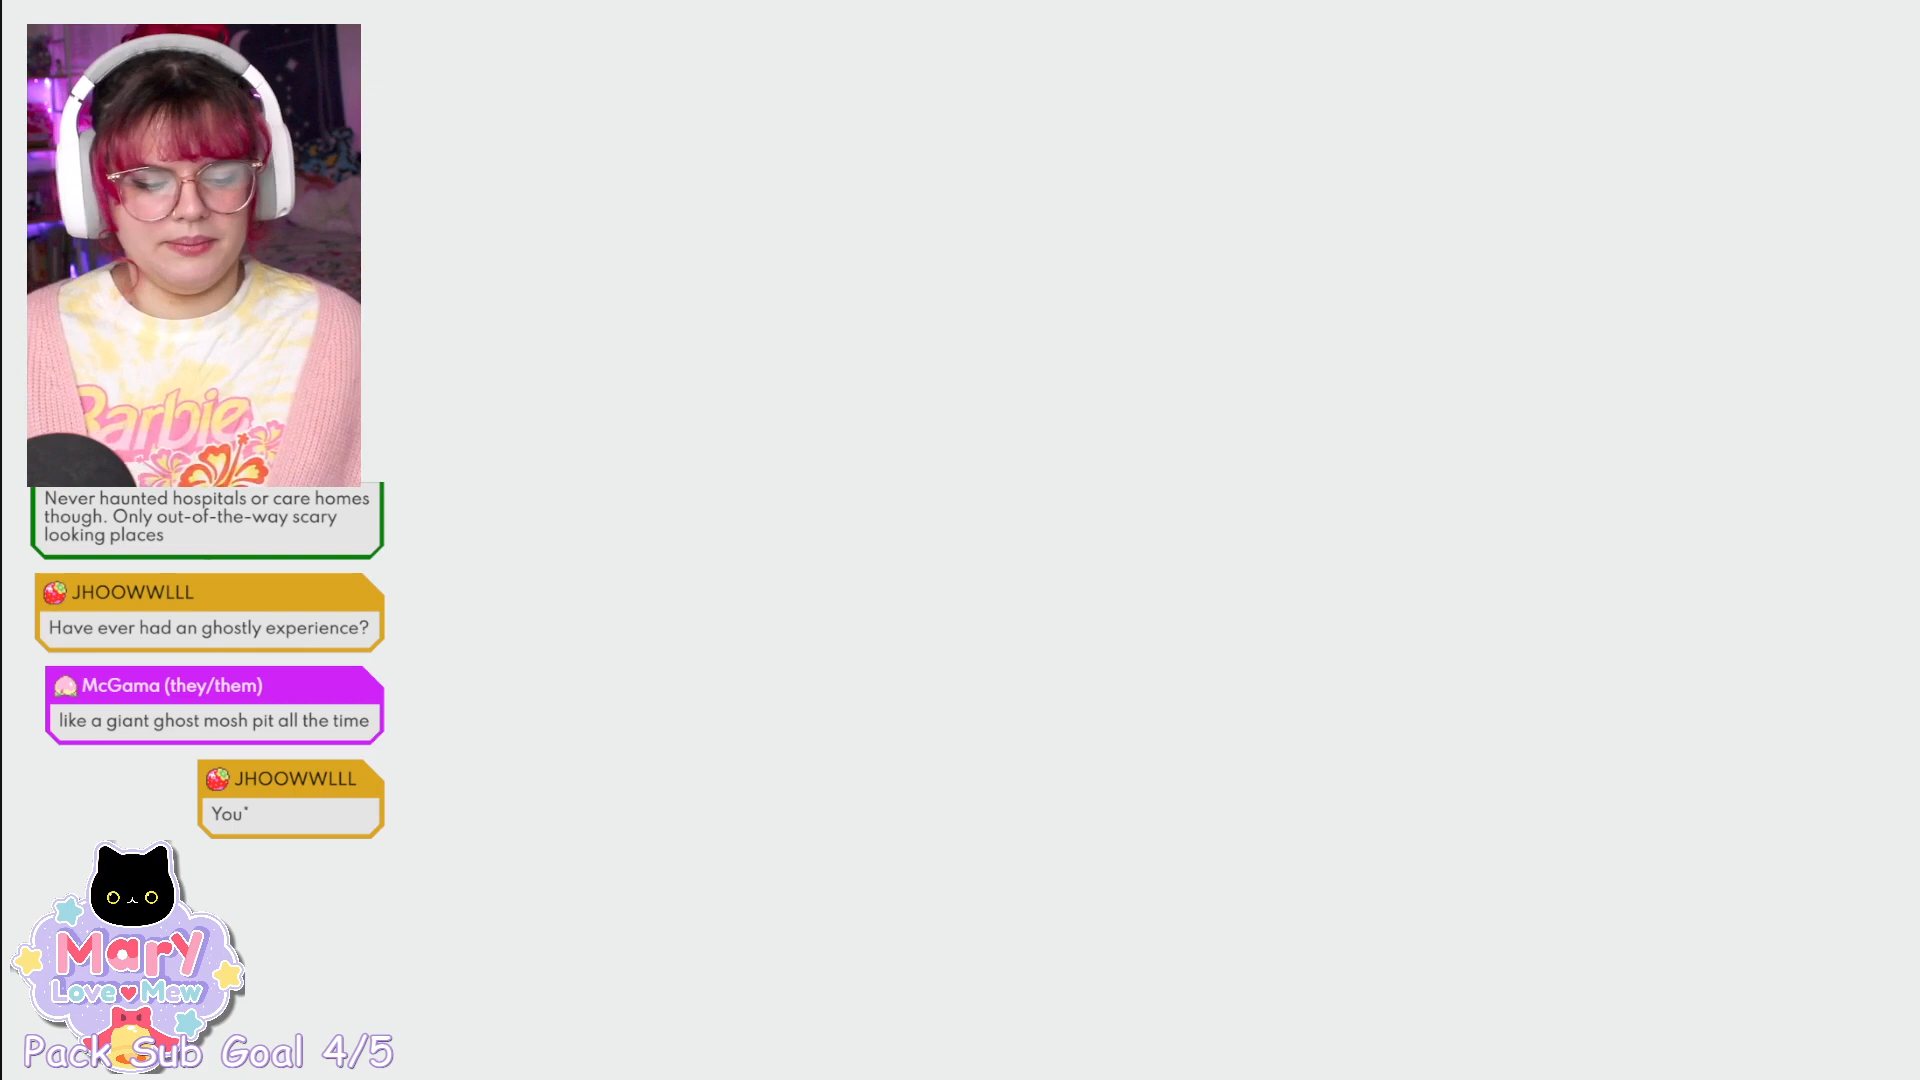 Barbie
Never haunted hospitals or care homes
though. Only out-of-the-way scary
looking places
JHOOWWLLL
Have ever had an ghostly experience?
McGama (they/them)
like a giant ghost mosh pit all the time
JHOOWWLLL
You*
Mary
Love Mew
Pack Sub Goal 4/5